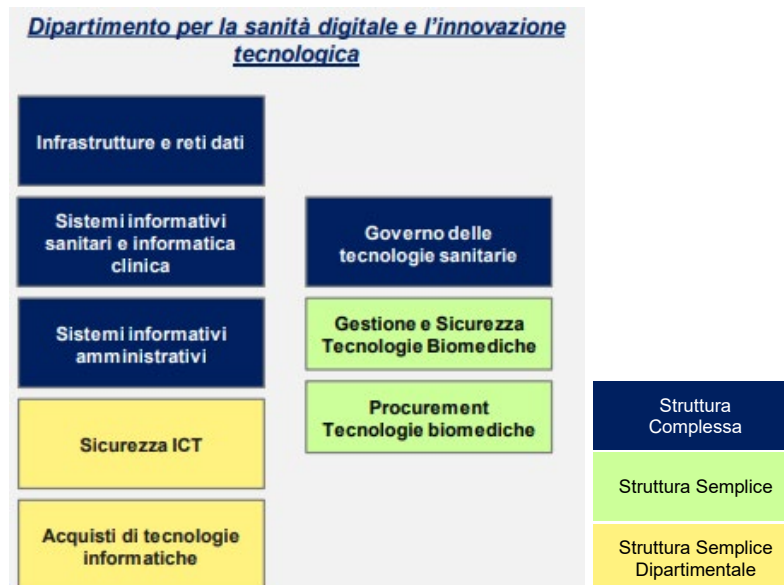 Dipartimento per la sanità digitale e l'innovazione
tecnologica
Infrastrutture e reti dati
Sistemi informativi
sanitari e informatica
clinica
Sistemi informativi
amministrativi
Sicurezza ICT
Acquisti di tecnologie
informatiche
Governo delle
tecnologie sanitarie
Gestione e Sicurezza
Tecnologie Biomediche
Procurement
Tecnologie biomediche
Struttura
Complessa
Struttura Semplice
Struttura Semplice
Dipartimentale